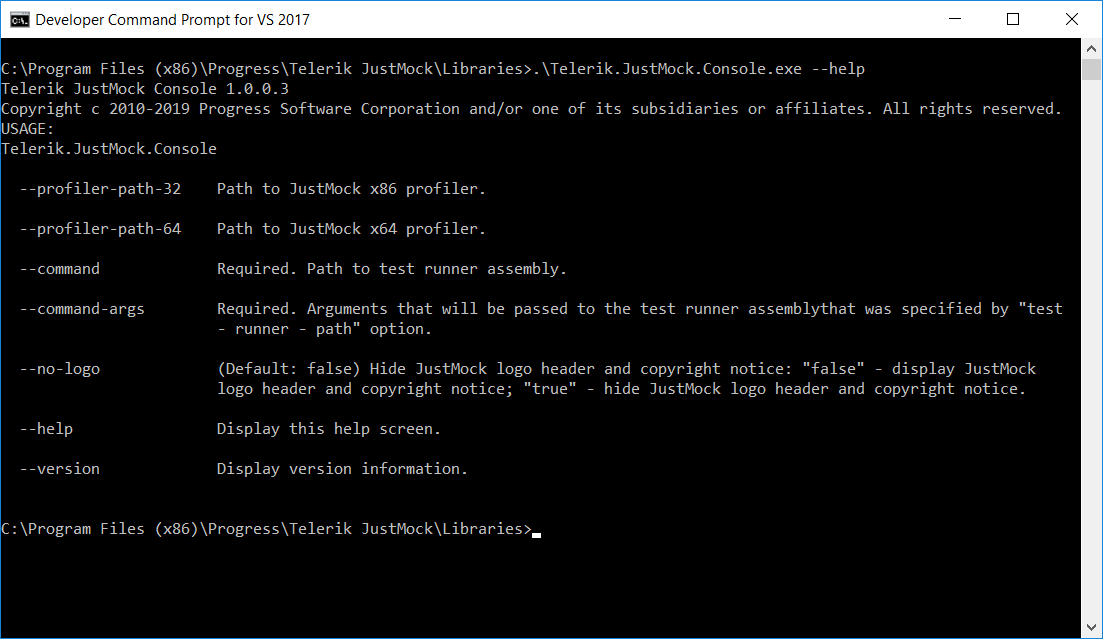 Developer Command Prompt for VS 2017
C:\Program Files (x86)\Progress\Telerik JustMock\Libraries>.\Telerik.JustMock.Console.exe --help
Telerik JustMock Console 1.0.0.3
Copyright c 2010-2019 Progress Software Corporation and/or one of its subsidiaries or affiliates. All rights reserved.
USAGE:
Telerik.JustMock.Console
--profiler-path-32    Path to JustMock x86 profiler.
--profiler-path-64    Path to JustMock x64 profiler.
--command             Required. Path to test runner assembly.
--command-args        Required. Arguments that will be passed to the test runner assemblythat was specified by "test
- runner - path" option.
--no-logo             (Default: false) Hide JustMock logo header and copyright notice: "false" - display JustMock
logo header and copyright notice; "true" - hide JustMock logo header and copyright notice.
--help                Display this help screen.
--version             Display version information.
C:\Program Files (x86)\Progress\Telerik JustMock\Libraries>